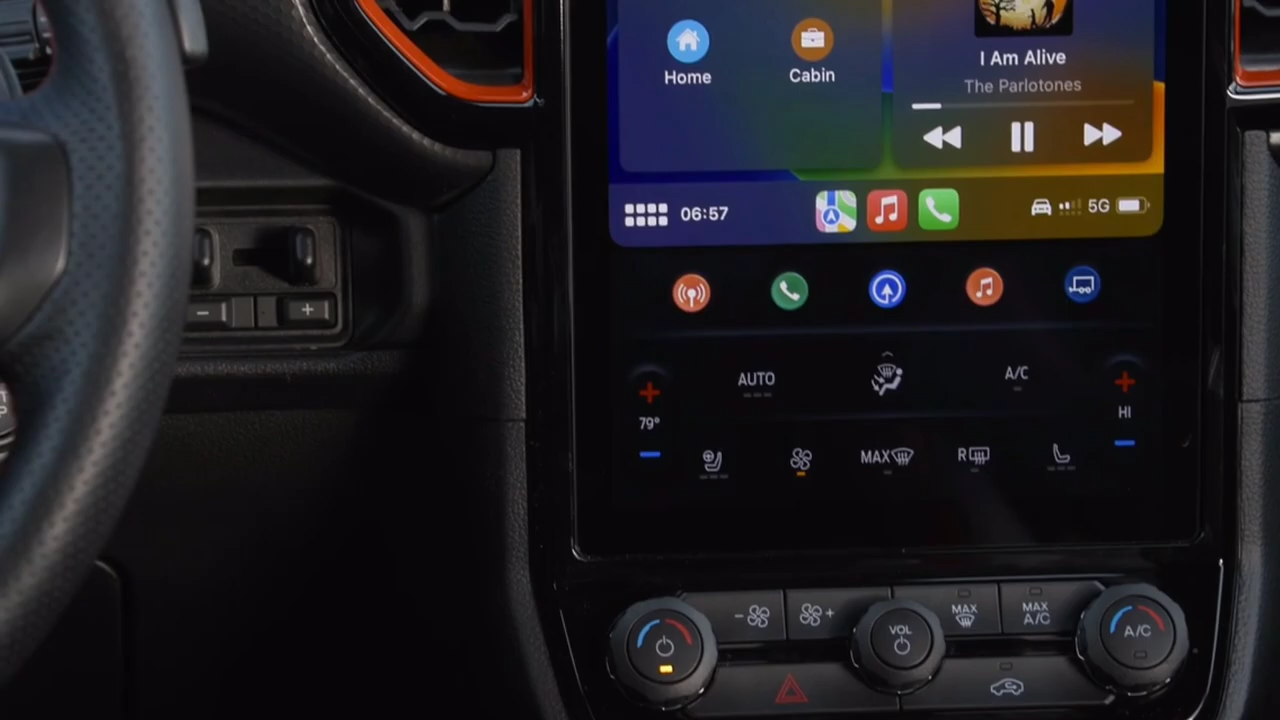 Home
Cabin
I Am Alive
The Parlotones
06:57
5G
AUTO
A/C
79°
HI
MAX
R
− +
− +
MAX
MAX
A/C
VOL
A/C